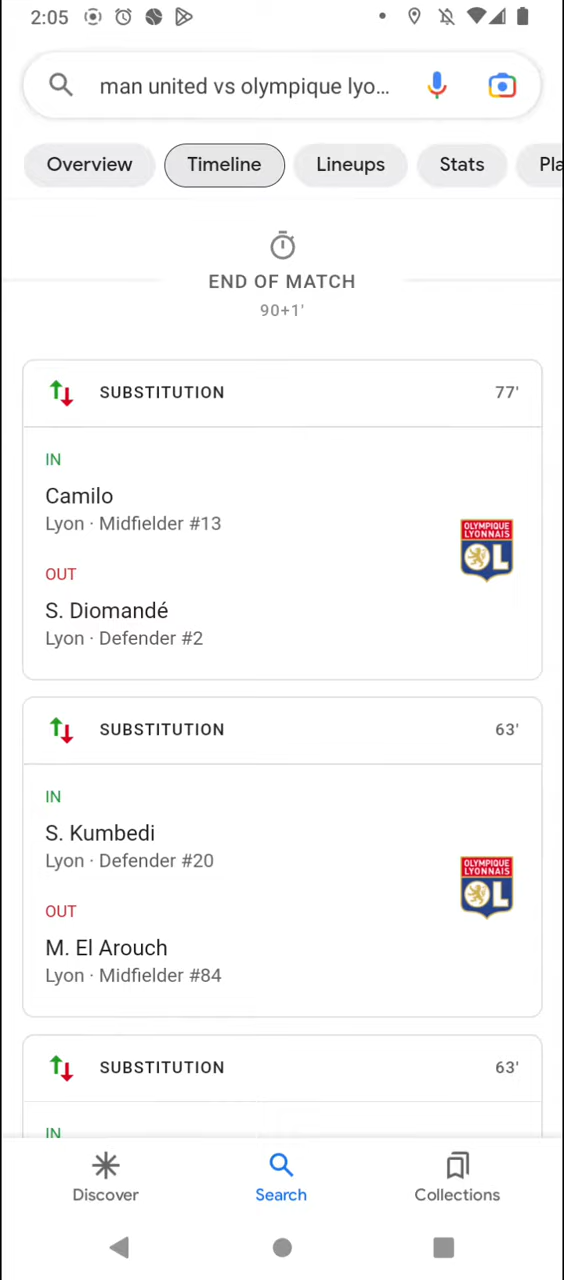 2:05
man united vs olympique lyo...
Overview
Timeline
Lineups
Stats
Pla
END OF MATCH
90+1'
SUBSTITUTION
77'
IN
Camilo
Lyon · Midfielder #13
OLYMPIQUE
LYONNAIS
OL
OUT
S. Diomandé
Lyon · Defender #2
SUBSTITUTION
63'
IN
S. Kumbedi
Lyon · Defender #20
OLYMPIQUE
LYONNAIS
OL
OUT
M. El Arouch
Lyon · Midfielder #84
SUBSTITUTION
63'
IN
Discover
Search
Collections